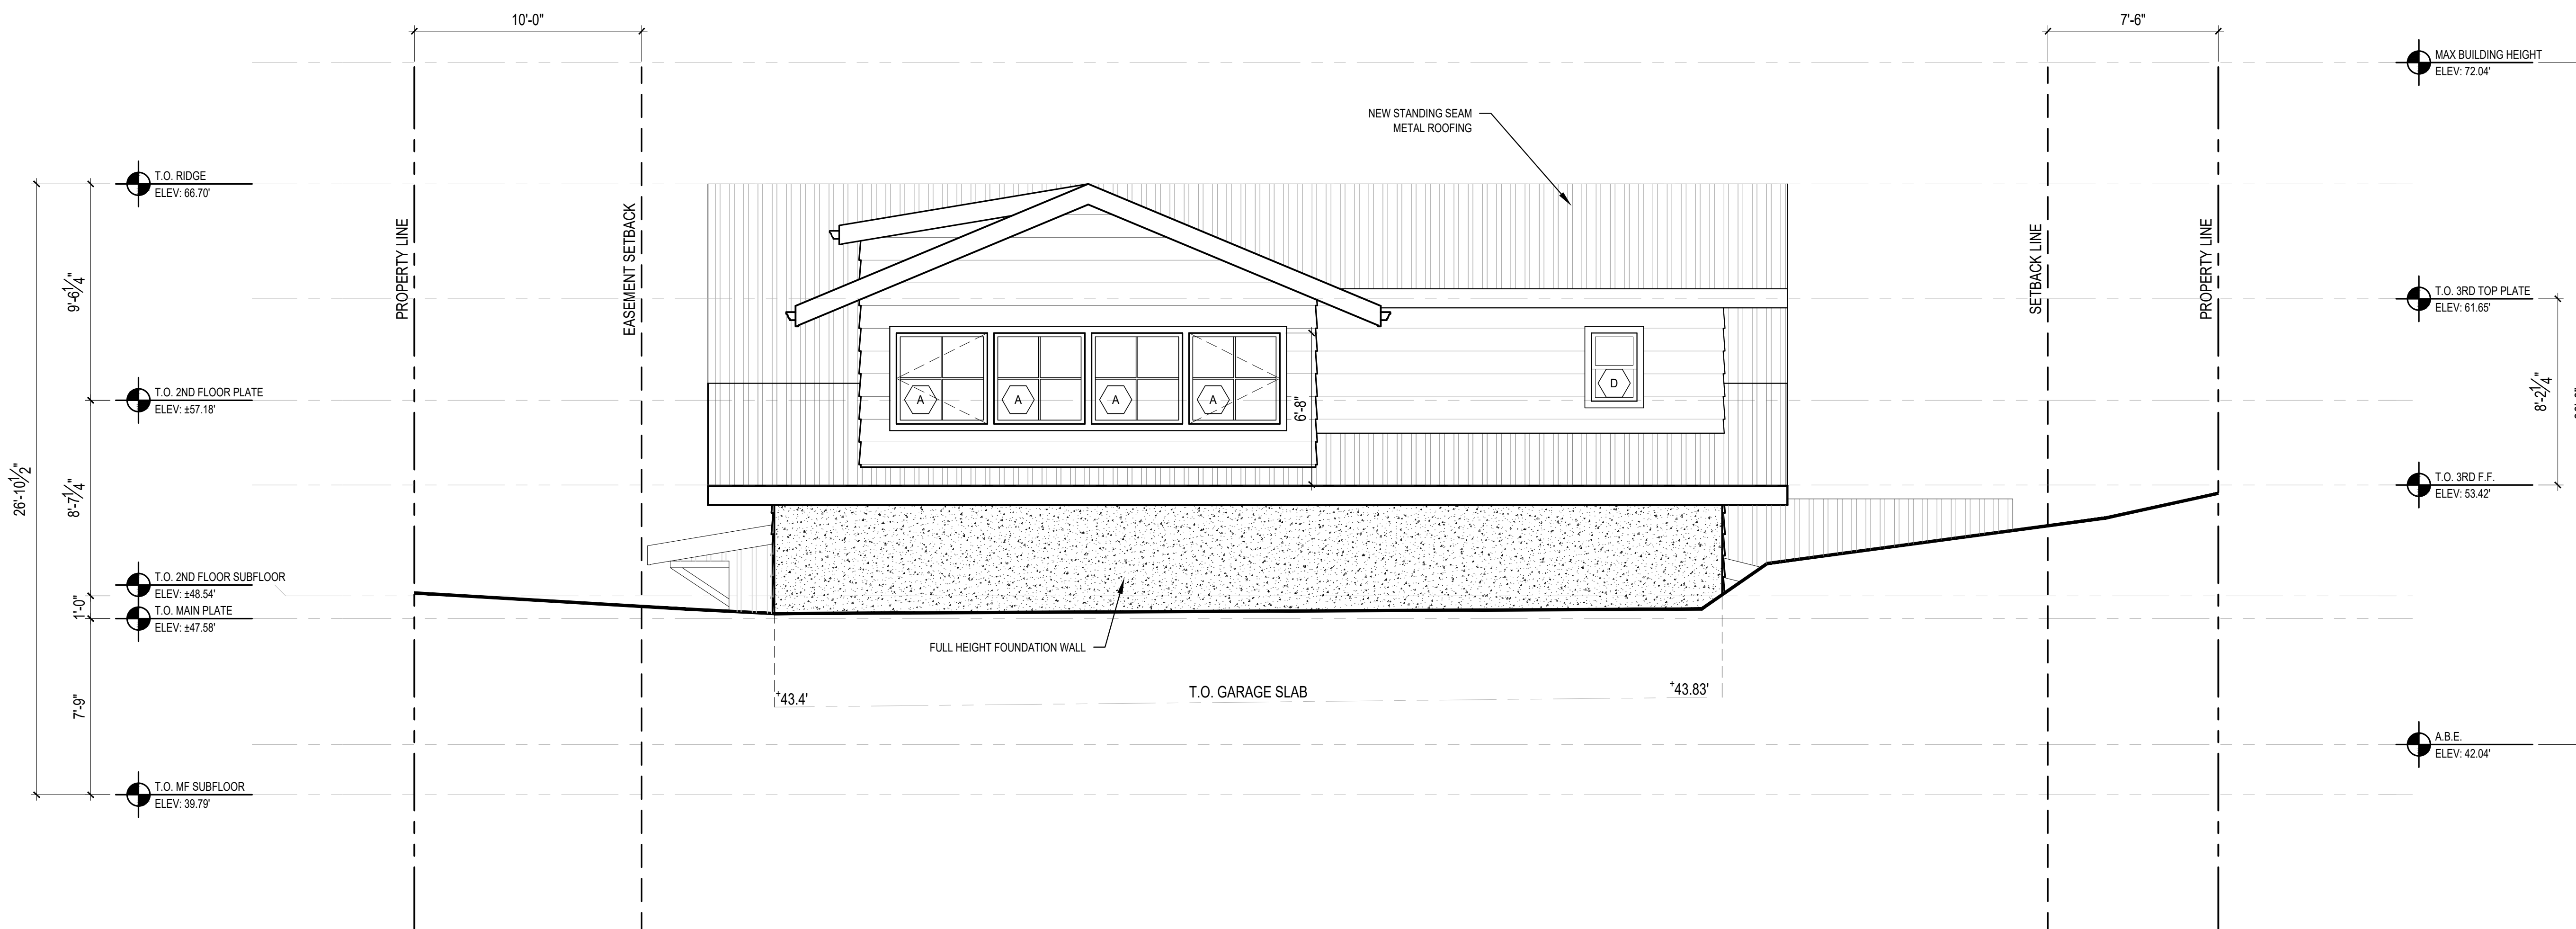 10'-0"
7'-6"
MAX BUILDING HEIGHT
ELEV: 72.04'
NEW STANDING SEAM
METAL ROOFING
T.O. RIDGE
ELEV: 66.70'
PROPERTY LINE
EASEMENT SETBACK
SETBACK LINE
PROPERTY LINE
9'-6 1/4"
T.O. 3RD TOP PLATE
ELEV: 61.65'
T.O. 2ND FLOOR PLATE
ELEV: ±57.18'
A
A
A
A
D
6'-8"
8'-2 1/4"
26'-10 1/2"
8'-7 1/4"
T.O. 3RD F.F.
ELEV: 53.42'
T.O. 2ND FLOOR SUBFLOOR
ELEV: ±48.54'
1'-0"
T.O. MAIN PLATE
ELEV: ±47.58'
FULL HEIGHT FOUNDATION WALL
7'-9"
+43.4'
T.O. GARAGE SLAB
+43.83'
A.B.E.
ELEV: 42.04'
T.O. MF SUBFLOOR
ELEV: 39.79'